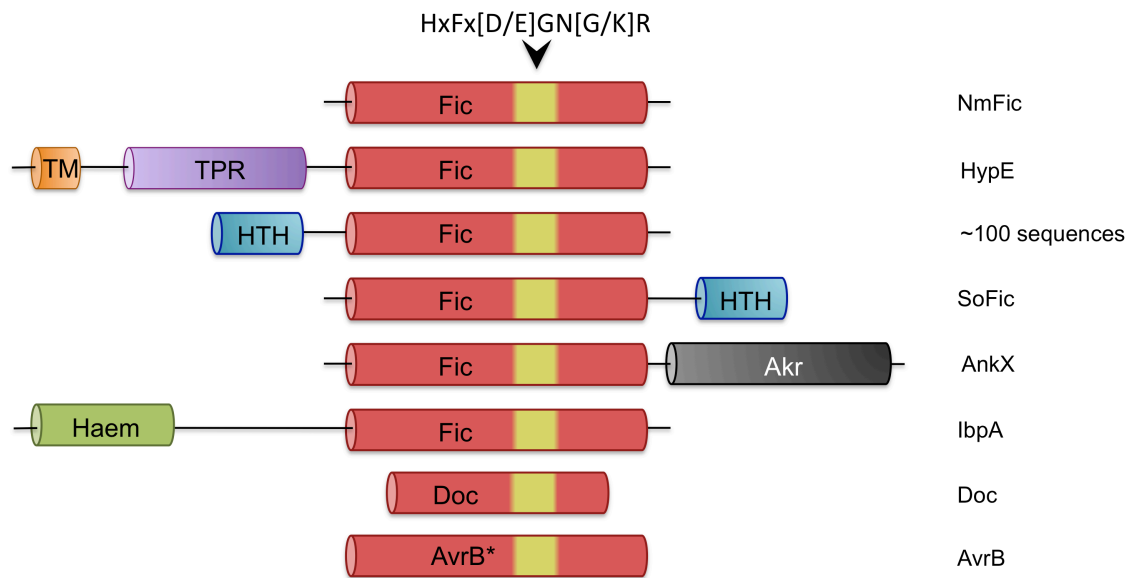 HxFx[D/E]GN[G/K]R
Fic NmFic
TM TPR Fic HypE
HTH Fic ~100 sequences
Fic HTH SoFic
Fic Akr AnkX
Haem Fic IbpA
Doc Doc
AvrB* AvrB